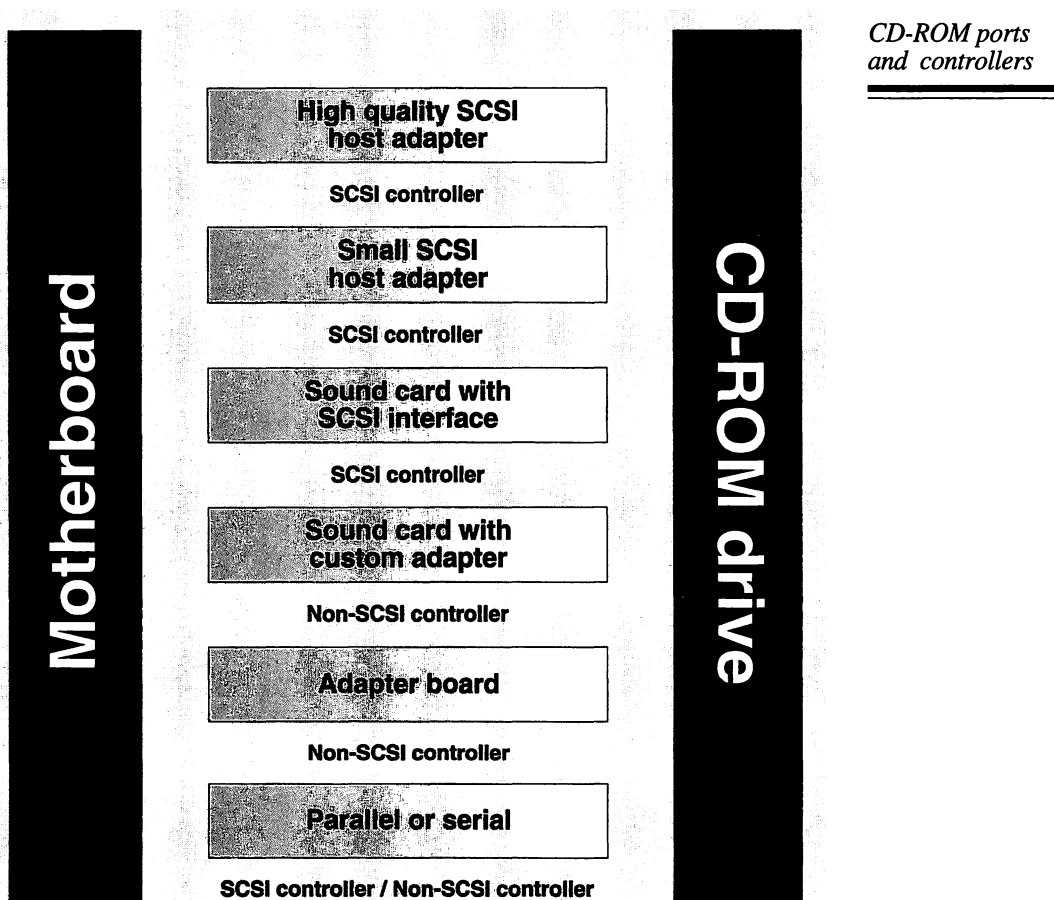 CD-ROM ports
and controllers
Motherboard
High quality SCSI
host adapter
SCSI controller
Small SCSI
host adapter
SCSI controller
Sound card with
SCSI interface
SCSI controller
Sound card with
custom adapter
Non-SCSI controller
Adapter board
Non-SCSI controller
Parallel or serial
SCSI controller / Non-SCSI controller
CD-ROM drive